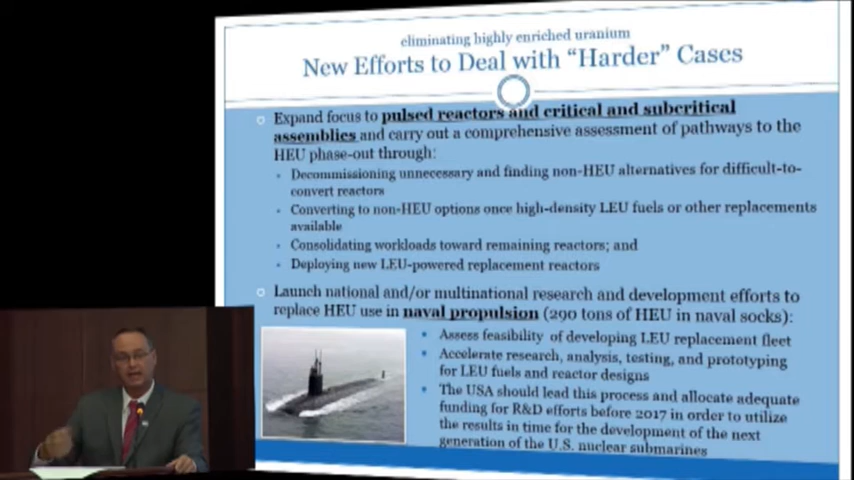 eliminating highly enriched uranium
New Efforts to Deal with “Harder” Cases
Expand focus to pulsed reactors and critical and subcritical
assemblies and carry out a comprehensive assessment of pathways to the
HEU phase-out through:
Decommissioning unnecessary and finding non-HEU alternatives for difficult-to-
convert reactors
Converting to non-HEU options once high-density LEU fuels or other replacements
available
Consolidating workloads toward remaining reactors; and
Deploying new LEU-powered replacement reactors
Launch national and/or multinational research and development efforts to
replace HEU use in naval propulsion (290 tons of HEU in naval socks):
Assess feasibility of developing LEU replacement fleet
Accelerate research, analysis, testing, and prototyping
for LEU fuels and reactor designs
The USA should lead this process and allocate adequate
funding for R&D efforts before 2017 in order to utilize
the results in time for the development of the next
generation of the U.S. nuclear submarines